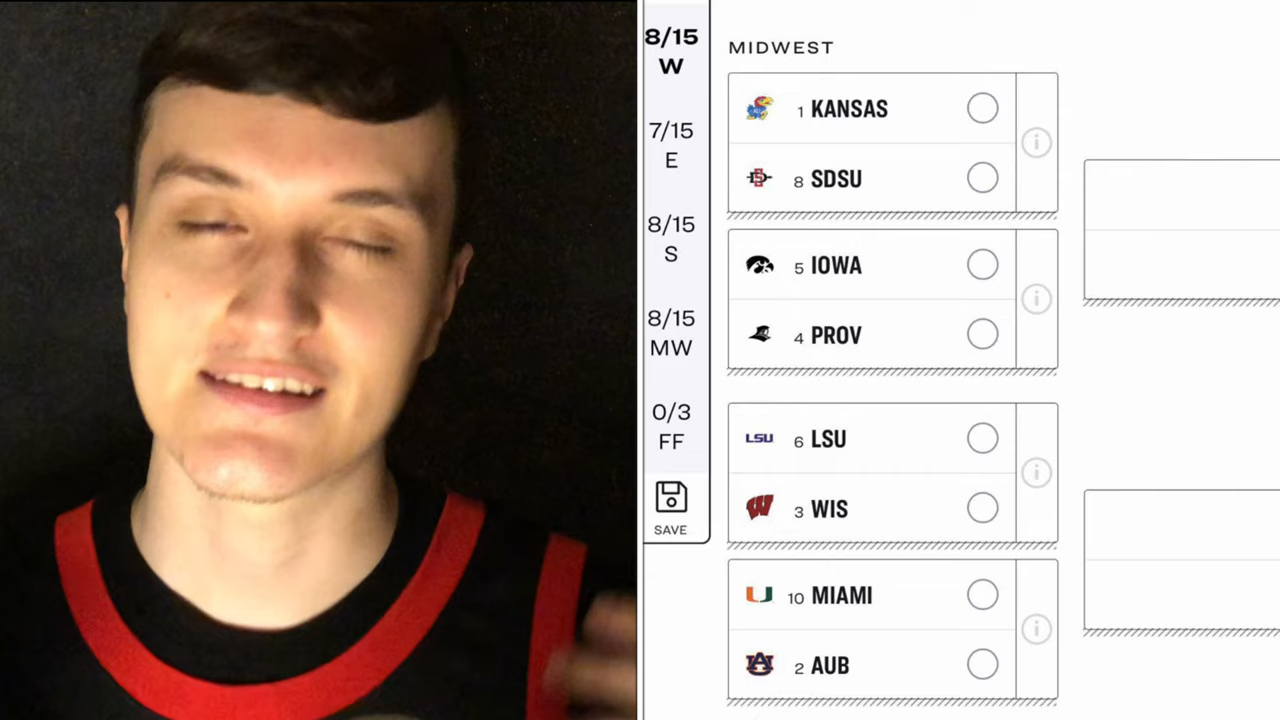 8/15
W
7/15
E
8/15
S
8/15
MW
0/3
FF
SAVE
MIDWEST
1 KANSAS
8 SDSU
5 IOWA
4 PROV
LSU 6 LSU
3 WIS
10 MIAMI
2 AUB